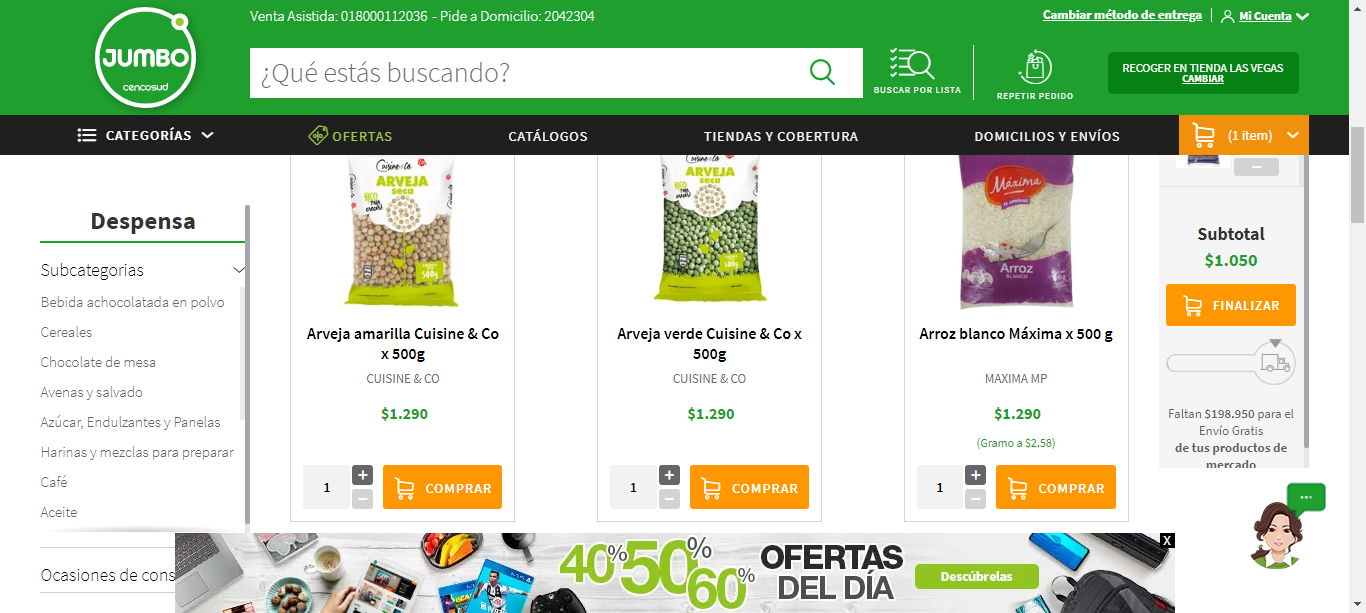 Venta Asistida: 018000112036 - Pide a Domicilio: 2042304
Cambiar método de entrega
Mi Cuenta
JUMBO
cencosud
¿Qué estás buscando?
BUSCAR POR LISTA
REPETIR PEDIDO
RECOGER EN TIENDA LAS VEGAS
CAMBIAR
CATEGORÍAS
OFERTAS
CATÁLOGOS
TIENDAS Y COBERTURA
DOMICILIOS Y ENVÍOS
(1 item)
Despensa
Subcategorias
Bebida achocolatada en polvo
Cereales
Chocolate de mesa
Avenas y salvado
Azúcar, Endulzantes y Panelas
Harinas y mezclas para preparar
Café
Aceite
Ocasiones de cons
Cuisine & Co
ARVEJA
seca
500g
Arveja amarilla Cuisine & Co
x 500g
CUISINE & CO
$1.290
1
COMPRAR
Cuisine & Co
ARVEJA
seca
500g
Arveja verde Cuisine & Co x
500g
CUISINE & CO
$1.290
1
COMPRAR
Máxima
Arroz
BLANCO
Arroz blanco Máxima x 500 g
MAXIMA MP
$1.290
(Gramo a $2.58)
1
COMPRAR
Subtotal
$1.050
FINALIZAR
Faltan $198.950 para el
Envío Gratis
de tus productos de
mercado
40% 50% 60%
OFERTAS
DEL DÍA
Descúbrelas
X